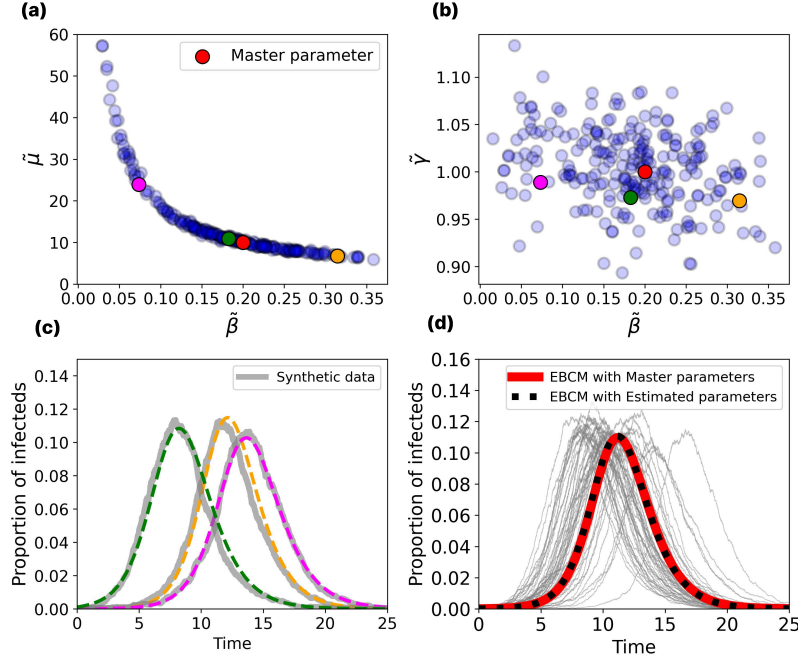 (a)
60
50
40
30
20
10
0
μ̃
Master parameter
0.00 0.05 0.10 0.15 0.20 0.25 0.30 0.35
β̃
(b)
1.10
1.05
1.00
0.95
0.90
γ̃
0.00 0.05 0.10 0.15 0.20 0.25 0.30 0.35
β̃
(c)
0.14
0.12
0.10
0.08
0.06
0.04
0.02
0.00
Proportion of infecteds
Synthetic data
0 5 10 15 20 25
Time
(d)
0.16
0.14
0.12
0.10
0.08
0.06
0.04
0.02
0.00
Proportion of infecteds
EBCM with Master parameters
EBCM with Estimated parameters
0 5 10 15 20 25
Time